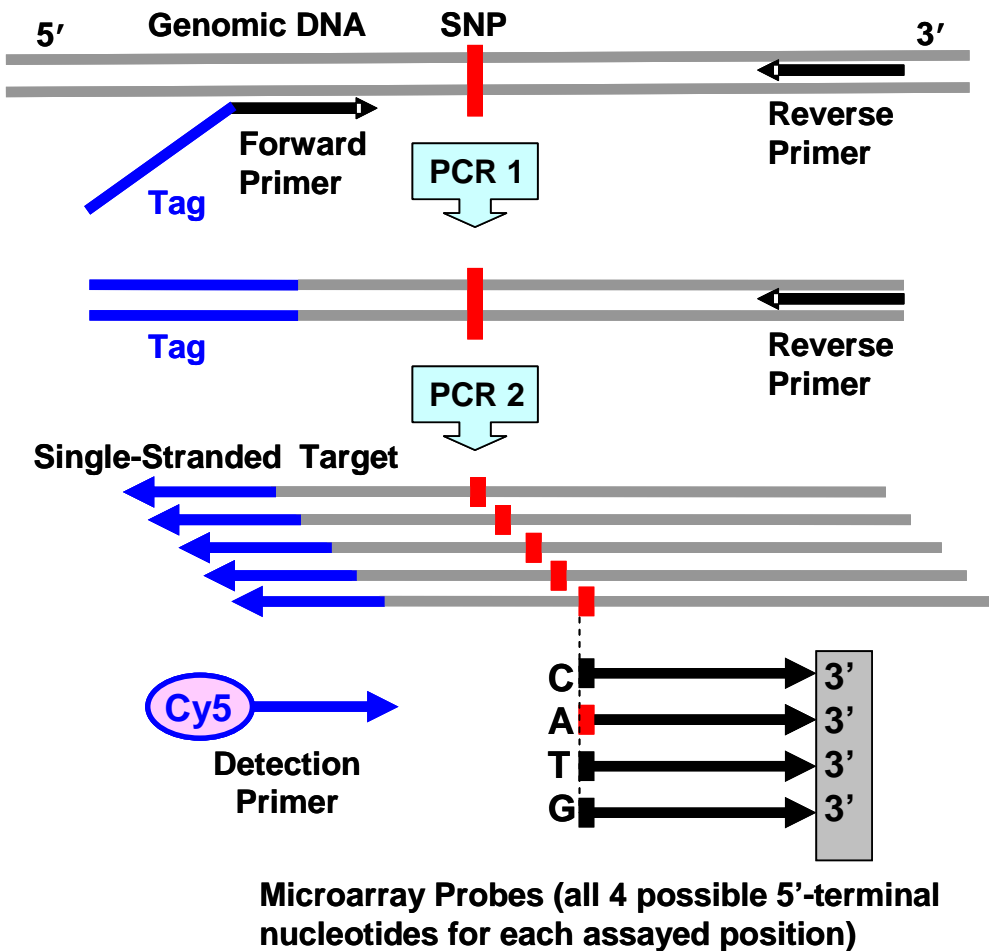 5′ Genomic DNA SNP 3′
Forward
Primer
Tag
Reverse
Primer
PCR 1
Tag
Reverse
Primer
PCR 2
Single-Stranded Target
Cy5
Detection
Primer
C 3’
A 3’
T 3’
G 3’
Microarray Probes (all 4 possible 5’-terminal
nucleotides for each assayed position)